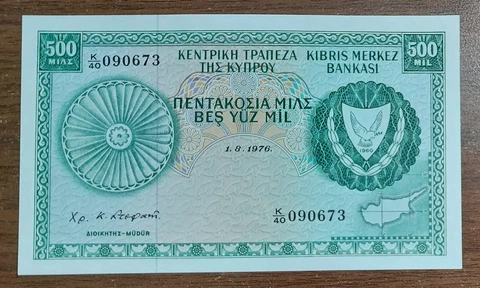 500
ΜΙΛΣ
K/40 090673
ΚΕΝΤΡΙΚΗ ΤΡΑΠΕΖΑ
ΤΗΣ ΚΥΠΡΟΥ
KIBRIS MERKEZ
BANKASI
500
MİL
ΠΕΝΤΑΚΟΣΙΑ ΜΙΛΣ
BEŞ YÜZ MİL
1.8.1976.
1960
K/40 090673
ΔΙΟΙΚΗΤΗΣ-MÜDÜR